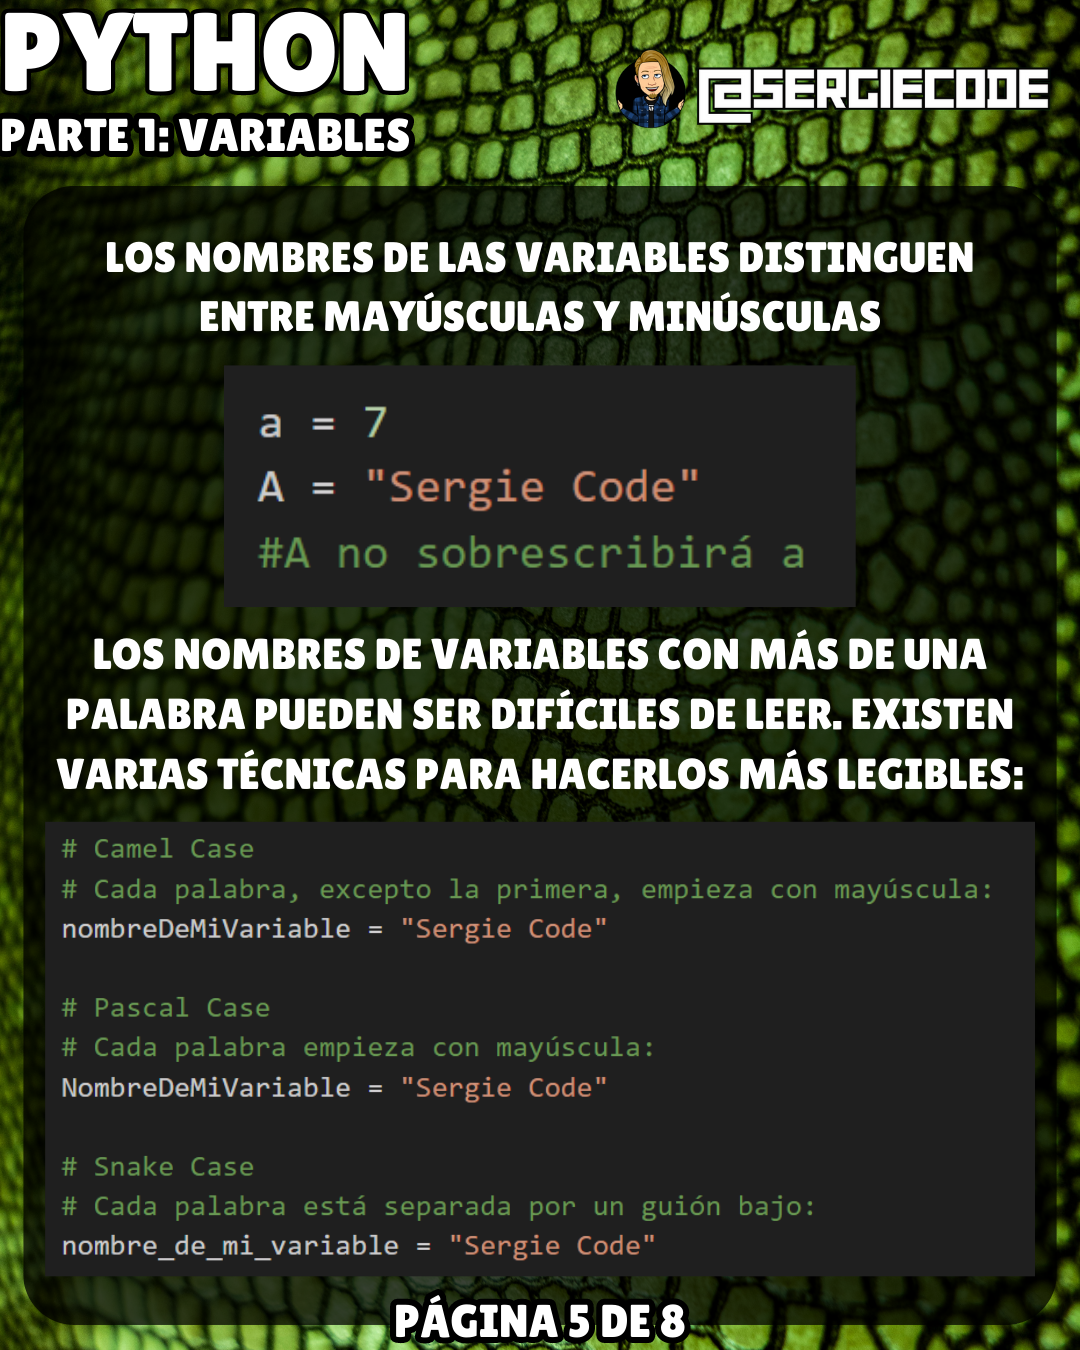 PYTHON
PARTE 1: VARIABLES
@SERGIECODE
LOS NOMBRES DE LAS VARIABLES DISTINGUEN
ENTRE MAYÚSCULAS Y MINÚSCULAS
a = 7
A = "Sergie Code"
#A no sobrescribirá a
LOS NOMBRES DE VARIABLES CON MÁS DE UNA
PALABRA PUEDEN SER DIFÍCILES DE LEER. EXISTEN
VARIAS TÉCNICAS PARA HACERLOS MÁS LEGIBLES:
# Camel Case
# Cada palabra, excepto la primera, empieza con mayúscula:
nombreDeMiVariable = "Sergie Code"
# Pascal Case
# Cada palabra empieza con mayúscula:
NombreDeMiVariable = "Sergie Code"
# Snake Case
# Cada palabra está separada por un guión bajo:
nombre_de_mi_variable = "Sergie Code"
PÁGINA 5 DE 8